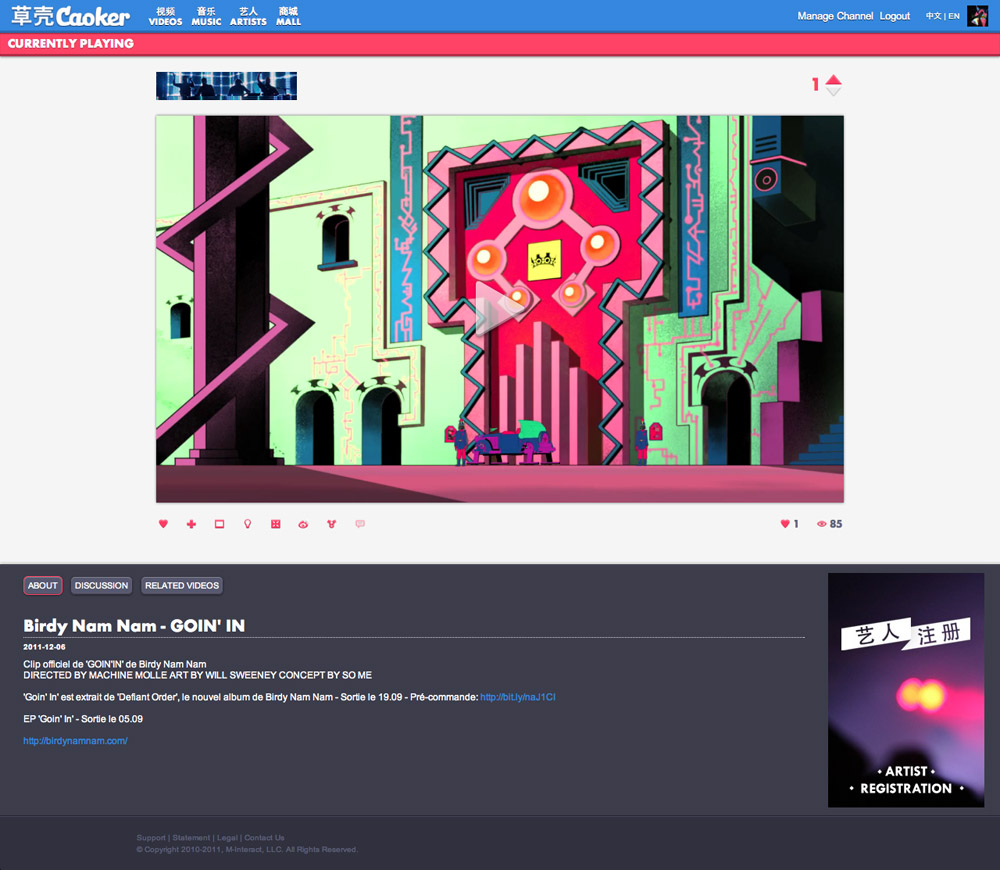 草壳 Caoker
视频 音乐 艺人 商城
VIDEOS MUSIC ARTISTS MALL
Manage Channel Logout 中文 | EN
CURRENTLY PLAYING
1
1 85
ABOUT DISCUSSION RELATED VIDEOS
Birdy Nam Nam - GOIN' IN
2011-12-06
Clip officiel de 'GOIN'IN' de Birdy Nam Nam
DIRECTED BY MACHINE MOLLE ART BY WILL SWEENEY CONCEPT BY SO ME
'Goin' In' est extrait de 'Defiant Order', le nouvel album de Birdy Nam Nam - Sortie le 19.09 - Pré-commande: http://bit.ly/naJ1CI
EP 'Goin' In' - Sortie le 05.09
http://birdynamnam.com/
艺人 注册
• ARTIST •
• REGISTRATION •
Support | Statement | Legal | Contact Us
© Copyright 2010-2011, M-Interact, LLC. All Rights Reserved.